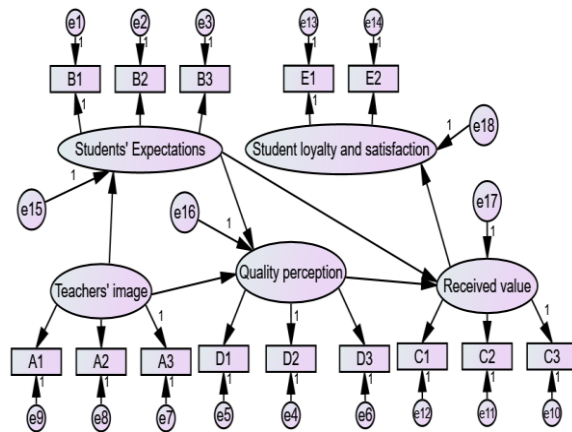 e1 e2 e3 e13 e14
1 1 1 1 1
B1 B2 B3 E1 E2
1 1 1 e18
Students' Expectations Student loyalty and satisfaction
1 e17
e15 e16 1 1
Teachers' image Quality perception Received value
1 1 1
A1 A2 A3 D1 D2 D3 C1 C2 C3
1 1 1 1 1 1 1 1 1
e9 e8 e7 e5 e4 e6 e12 e11 e10